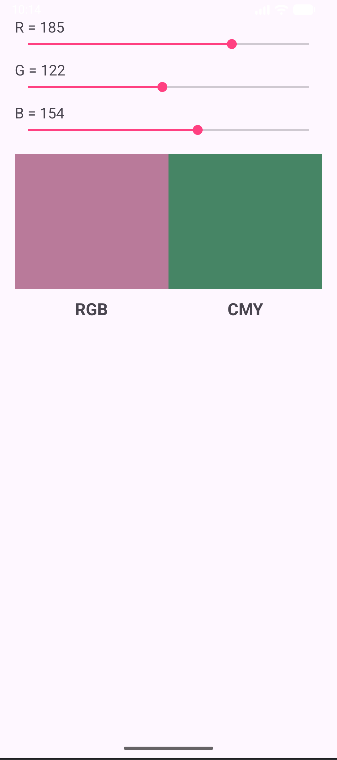 R = 185
G = 122
B = 154
RGB
CMY